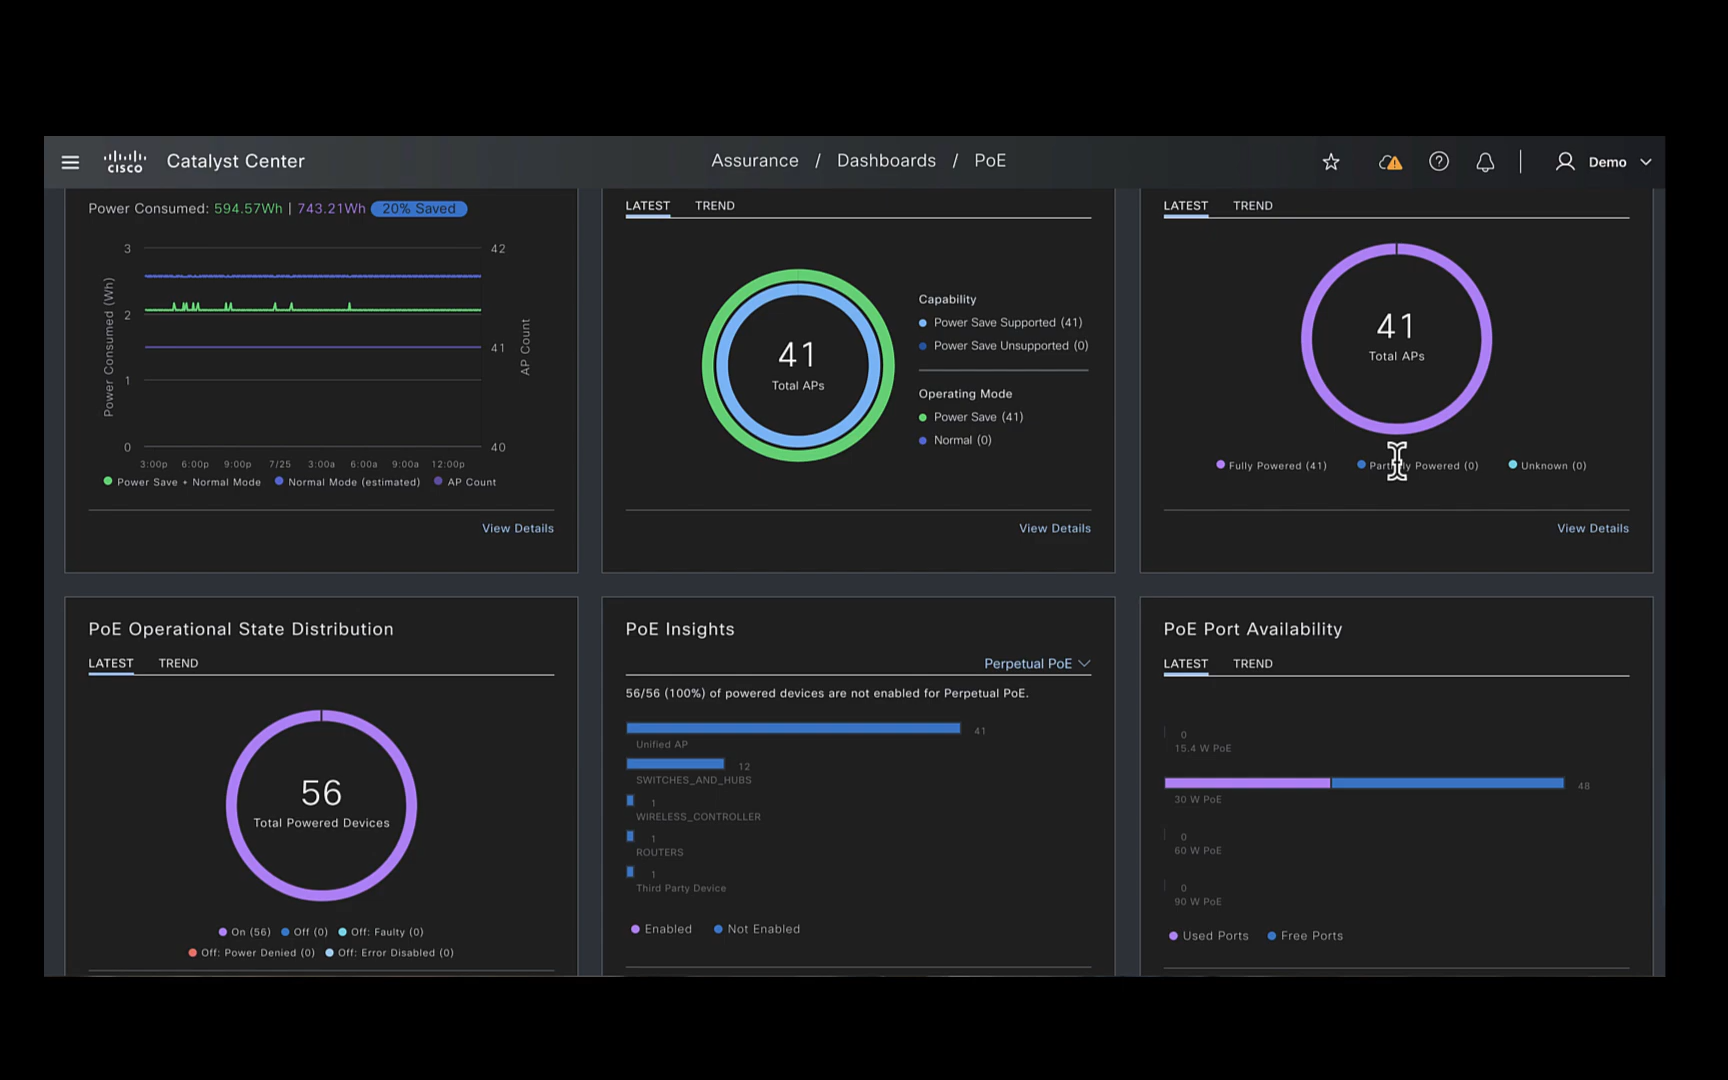 cisco Catalyst Center
Assurance / Dashboards / PoE
Demo
Power Consumed: 594.57Wh | 743.21Wh 20% Saved
3
2
1
0
Power Consumed (Wh)
42
41
40
AP Count
3:00p 6:00p 9:00p 7/25 3:00a 6:00a 9:00a 12:00p
Power Save + Normal Mode Normal Mode (estimated) AP Count
View Details
LATEST TREND
41
Total APs
Capability
Power Save Supported (41)
Power Save Unsupported (0)
Operating Mode
Power Save (41)
Normal (0)
View Details
LATEST TREND
41
Total APs
Fully Powered (41) Powered (0) Unknown (0)
View Details
PoE Operational State Distribution
LATEST TREND
56
Total Powered Devices
On (56) Off (0) Off: Faulty (0)
Off: Power Denied (0) Off: Error Disabled (0)
PoE Insights
Perpetual PoE
56/56 (100%) of powered devices are not enabled for Perpetual PoE.
41
Unified AP
12
SWITCHES_AND_HUBS
1
WIRELESS_CONTROLLER
1
ROUTERS
1
Third Party Device
Enabled Not Enabled
PoE Port Availability
LATEST TREND
0
15.4 W PoE
48
30 W PoE
0
60 W PoE
0
90 W PoE
Used Ports Free Ports